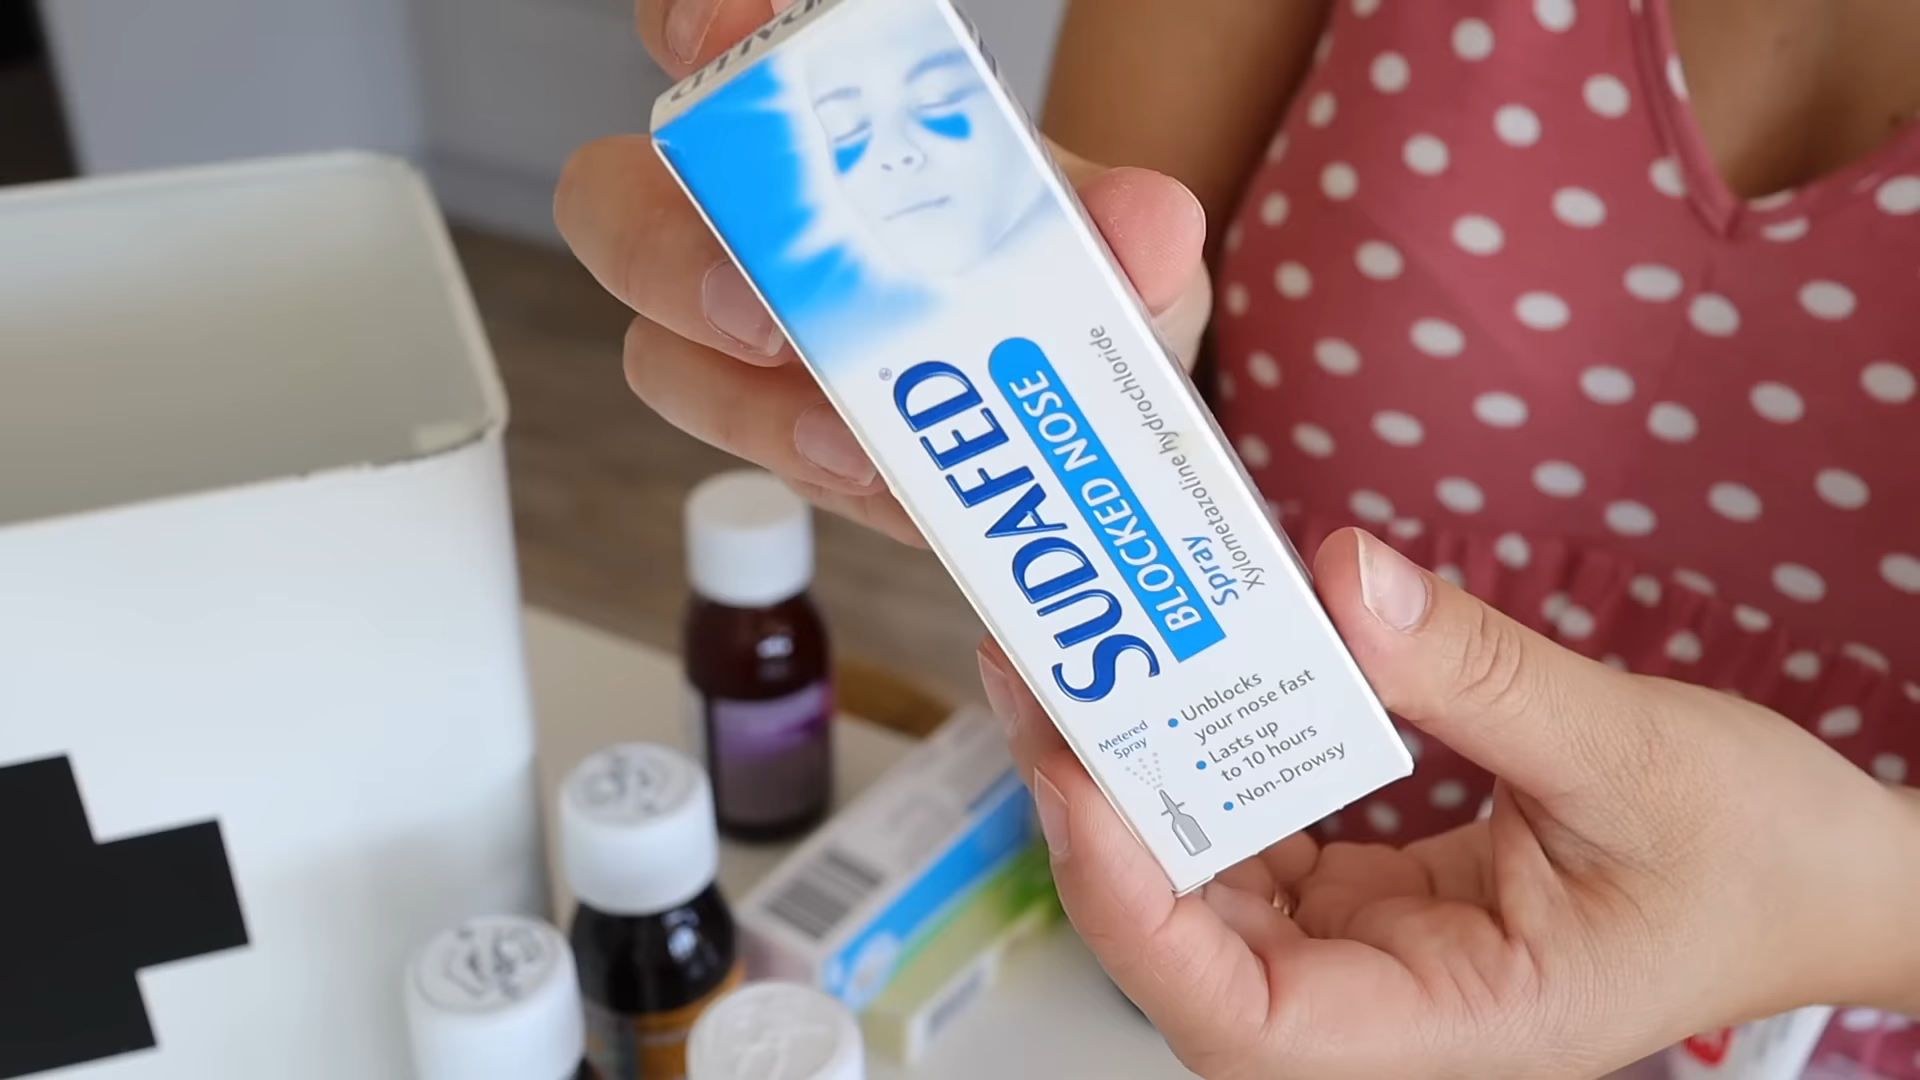 SUDAFED®
BLOCKED NOSE
Spray
Xylometazoline hydrochloride
Metered
Spray
• Unblocks
your nose fast
• Lasts up
to 10 hours
• Non-Drowsy